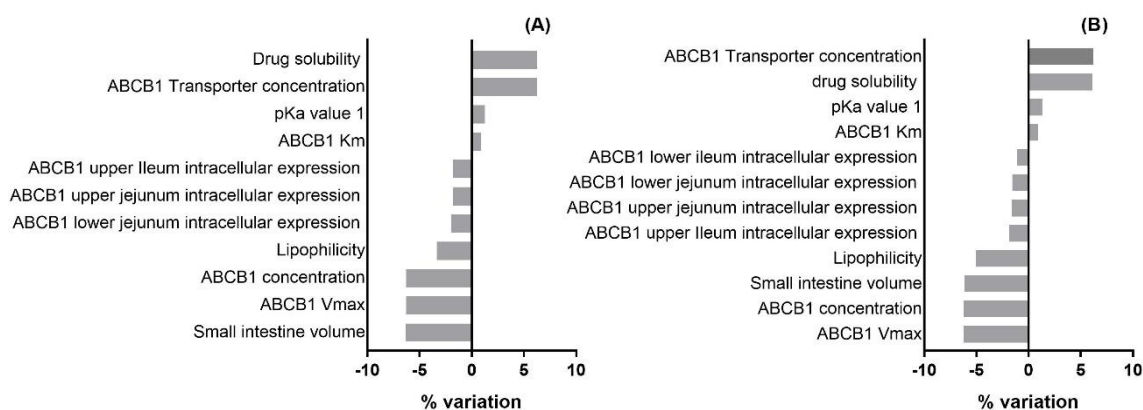 (A)
Drug solubility
ABCB1 Transporter concentration
pKa value 1
ABCB1 Km
ABCB1 upper Ileum intracellular expression
ABCB1 upper jejunum intracellular expression
ABCB1 lower jejunum intracellular expression
Lipophilicity
ABCB1 concentration
ABCB1 Vmax
Small intestine volume
-10 -5 0 5 10
% variation
(B)
ABCB1 Transporter concentration
drug solubility
pKa value 1
ABCB1 Km
ABCB1 lower ileum intracellular expression
ABCB1 lower jejunum intracellular expression
ABCB1 upper jejunum intracellular expression
ABCB1 upper Ileum intracellular expression
Lipophilicity
Small intestine volume
ABCB1 concentration
ABCB1 Vmax
-10 -5 0 5 10
% variation